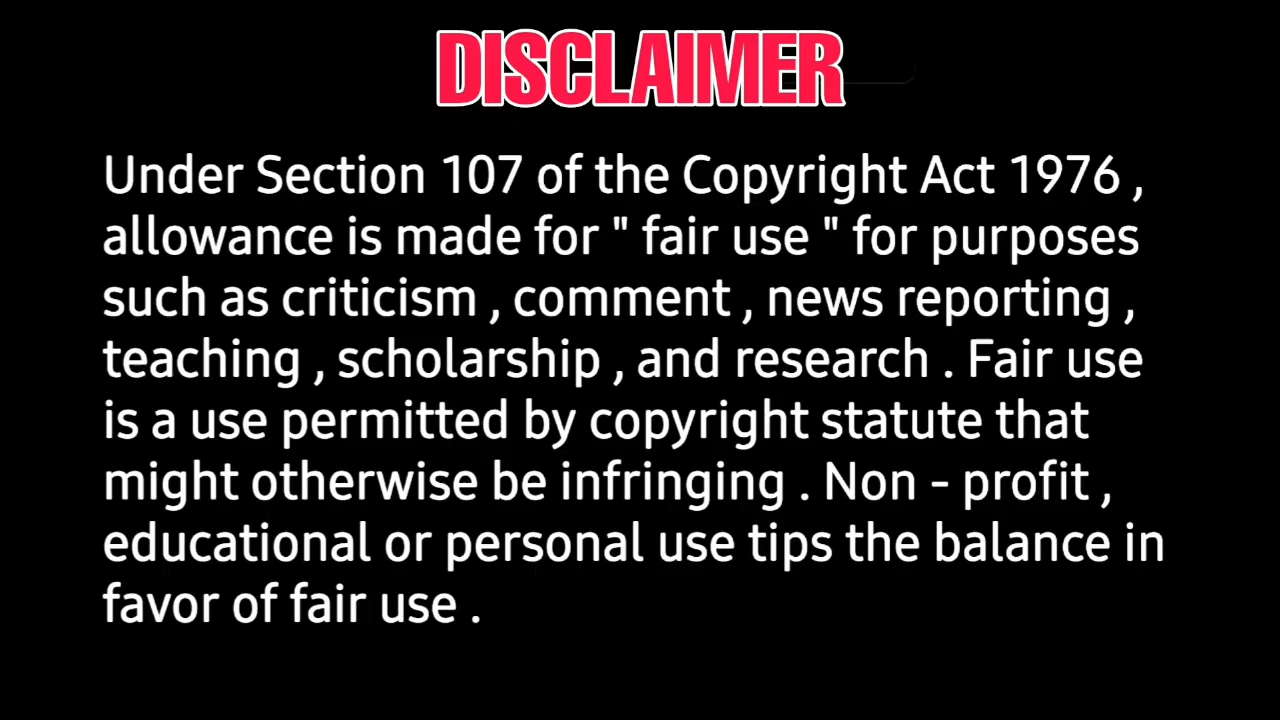 DISCLAIMER
Under Section 107 of the Copyright Act 1976 ,
allowance is made for " fair use " for purposes
such as criticism , comment , news reporting ,
teaching , scholarship , and research . Fair use
is a use permitted by copyright statute that
might otherwise be infringing . Non - profit ,
educational or personal use tips the balance in
favor of fair use .